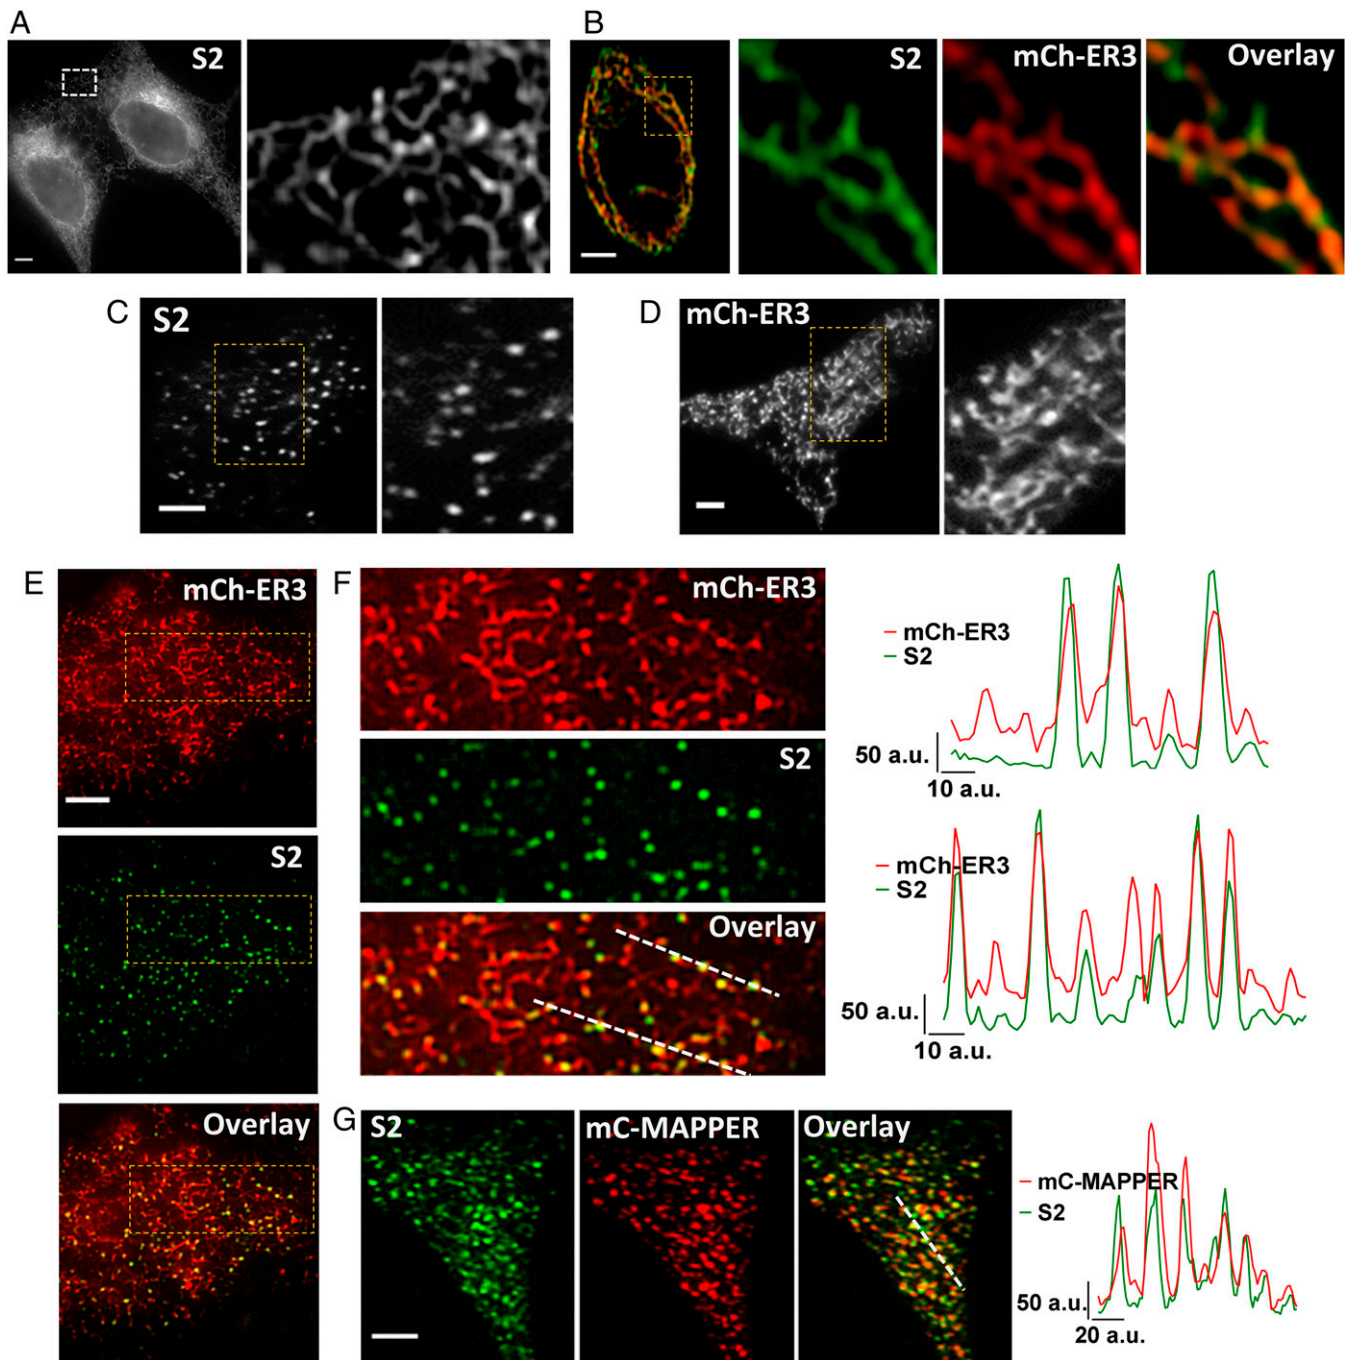 A
S2
B
S2
mCh-ER3
Overlay
C
S2
D
mCh-ER3
E
mCh-ER3
S2
Overlay
F
mCh-ER3
S2
Overlay
mCh-ER3
S2
50 a.u.
10 a.u.
mCh-ER3
S2
50 a.u.
10 a.u.
G
S2
mC-MAPPER
Overlay
mC-MAPPER
S2
50 a.u.
20 a.u.